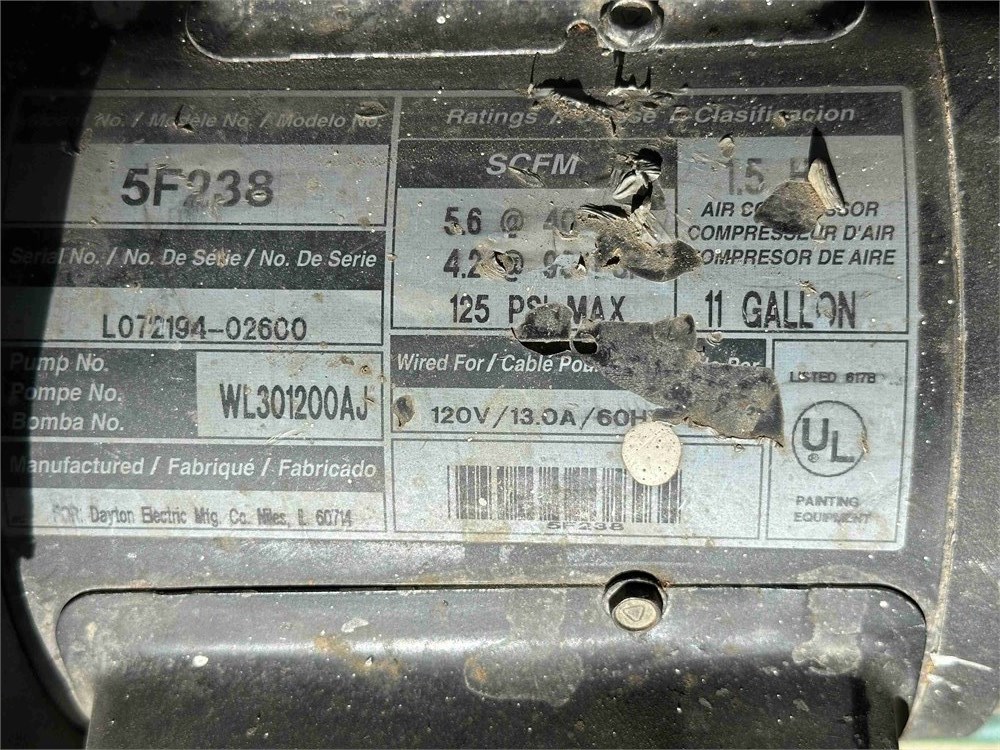 No. / Modèle No. / Modelo No.
5F238
Serial No. / No. De Série / No. De Serie
L072194-02600
Pump No.
Pompe No.
Bomba No.
WL301200AJ
Manufactured / Fabriqué / Fabricado
FOR: Dayton Electric Mfg. Co. Niles, IL 60714
Ratings / Clasificacion
SCFM
5.6 @ 40
4.2 @
125 PSI MAX
1.5
AIR COMPRESSOR
COMPRESSEUR D'AIR
COMPRESOR DE AIRE
11 GALLON
Wired For / Cable Pour
120V/13.0A/60H
5F238
LISTED 617B
UL
PAINTING
EQUIPMENT